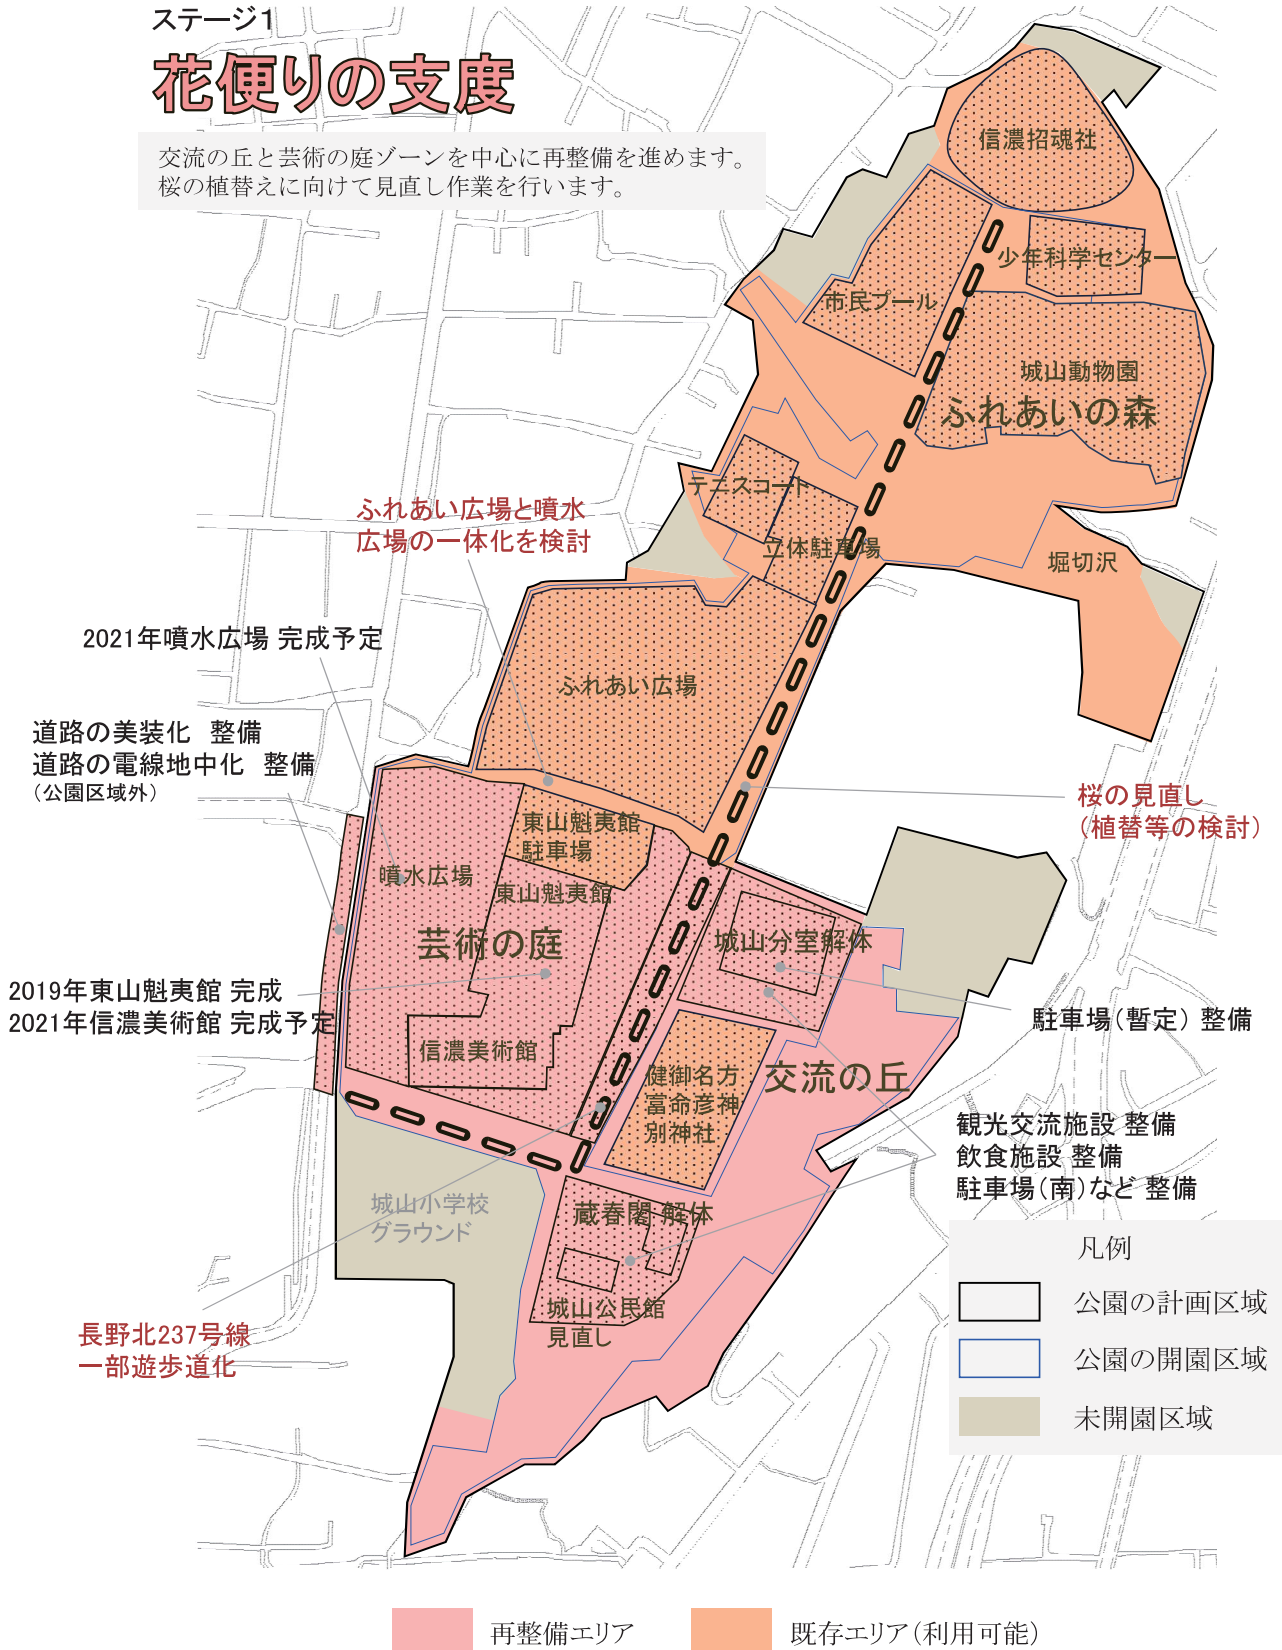 ステージ1
花便りの支度
交流の丘と芸術の庭ゾーンを中心に再整備を進めます。
桜の植替えに向けて見直し作業を行います。
信濃招魂社
少年科学センター
市民プール
城山動物園
ふれあいの森
テニスコート
立体駐車場
堀切沢
ふれあい広場と噴水
広場の一体化を検討
2021年噴水広場 完成予定
ふれあい広場
道路の美装化　整備
道路の電線地中化　整備
（公園区域外）
桜の見直し
（植替等の検討）
東山魁夷館
駐車場
噴水広場
東山魁夷館
芸術の庭
城山分室解体
2019年東山魁夷館 完成
2021年信濃美術館 完成予定
駐車場（暫定）整備
信濃美術館
健御名方
富命彦神
別神社
交流の丘
観光交流施設 整備
飲食施設 整備
駐車場（南）など 整備
城山小学校
グラウンド
蔵春閣 解体
城山公民館
見直し
長野北237号線
一部遊歩道化
凡例
公園の計画区域
公園の開園区域
未開園区域
再整備エリア
既存エリア（利用可能）